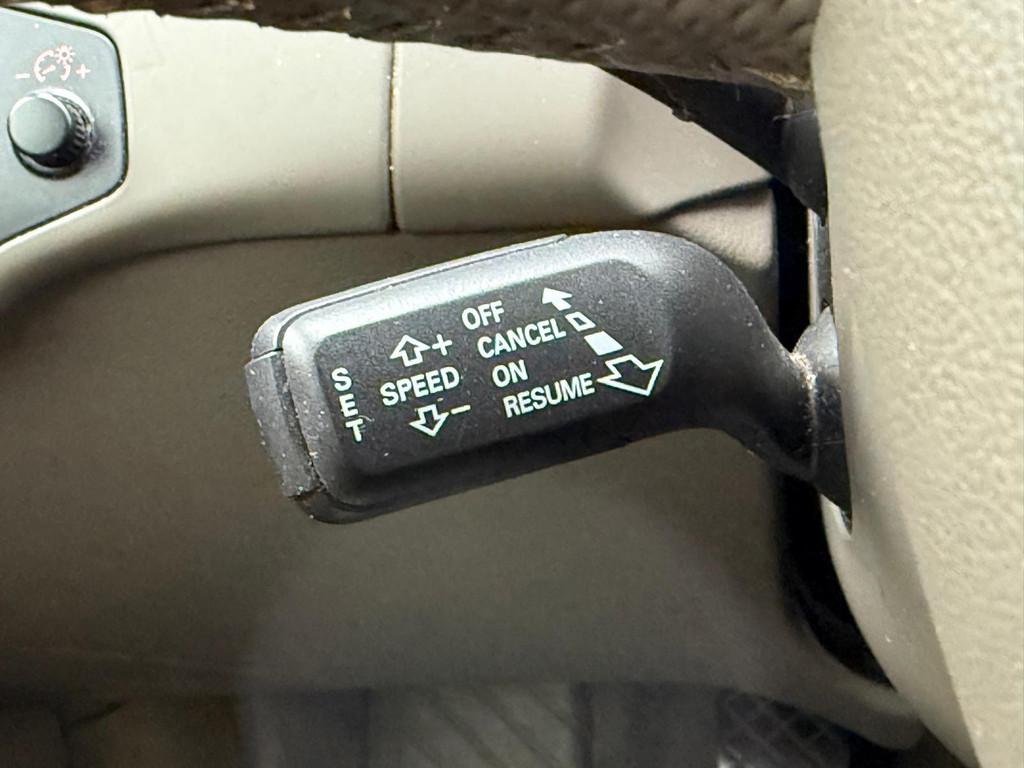 - +
SET
+
SPEED
-
OFF
CANCEL
ON
RESUME